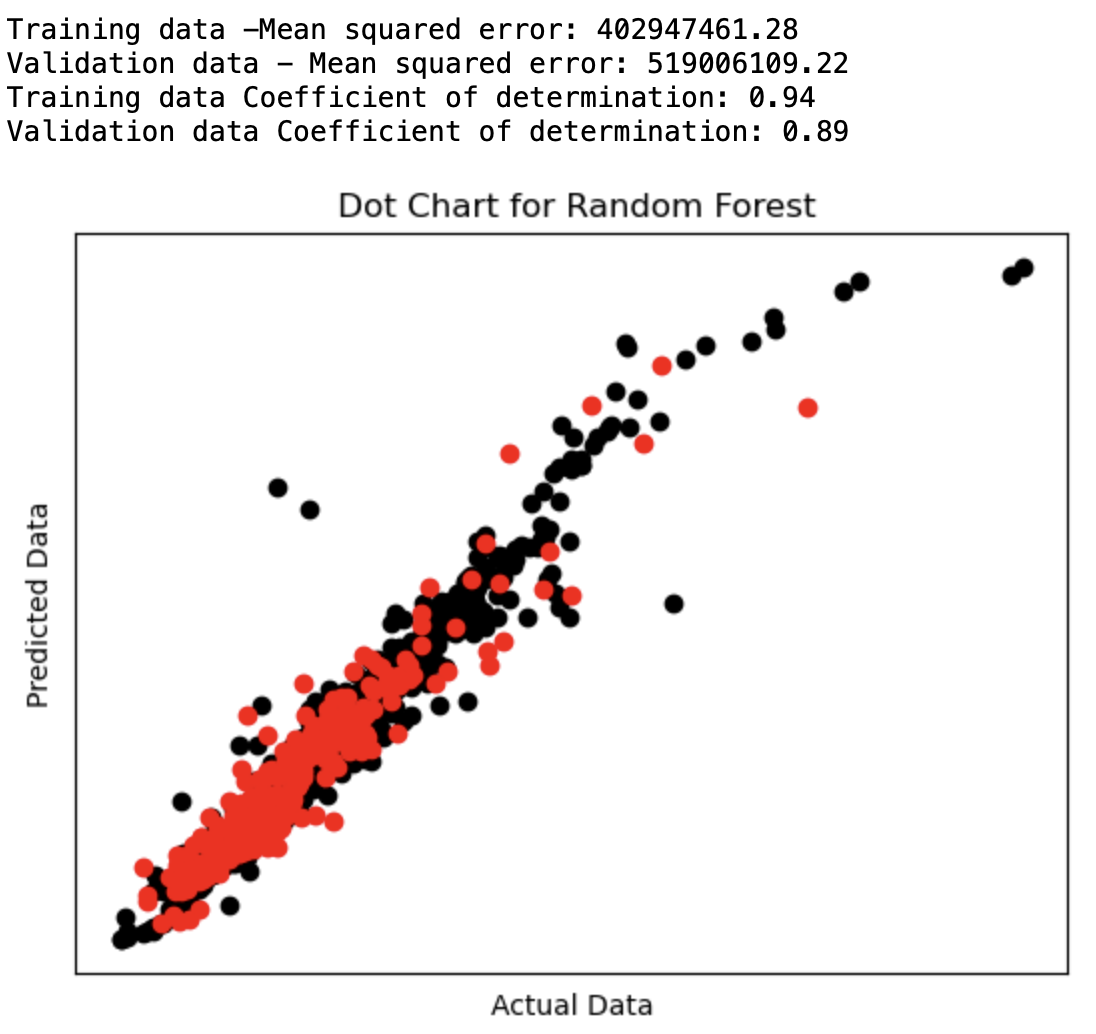 Training data –Mean squared error: 402947461.28
Validation data – Mean squared error: 519006109.22
Training data Coefficient of determination: 0.94
Validation data Coefficient of determination: 0.89
Dot Chart for Random Forest
Predicted Data
Actual Data